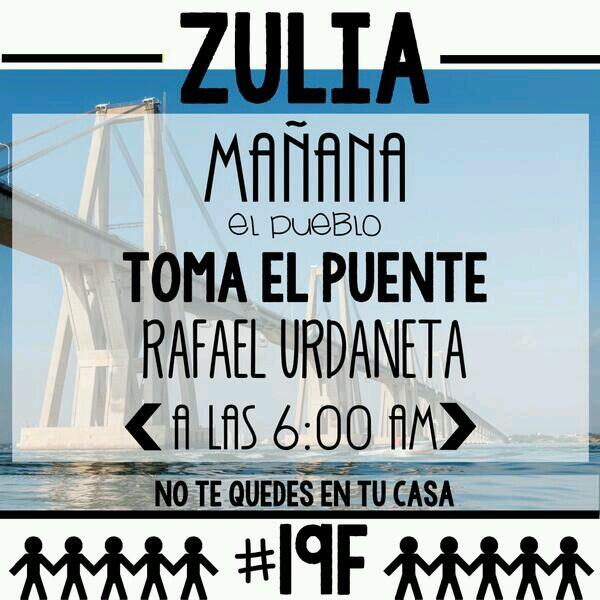 ZULIA
MAÑANA
EL PUEBLO
TOMA EL PUENTE
RAFAEL URDANETA
A LAS 6:00 AM
NO TE QUEDES EN TU CASA
#19F